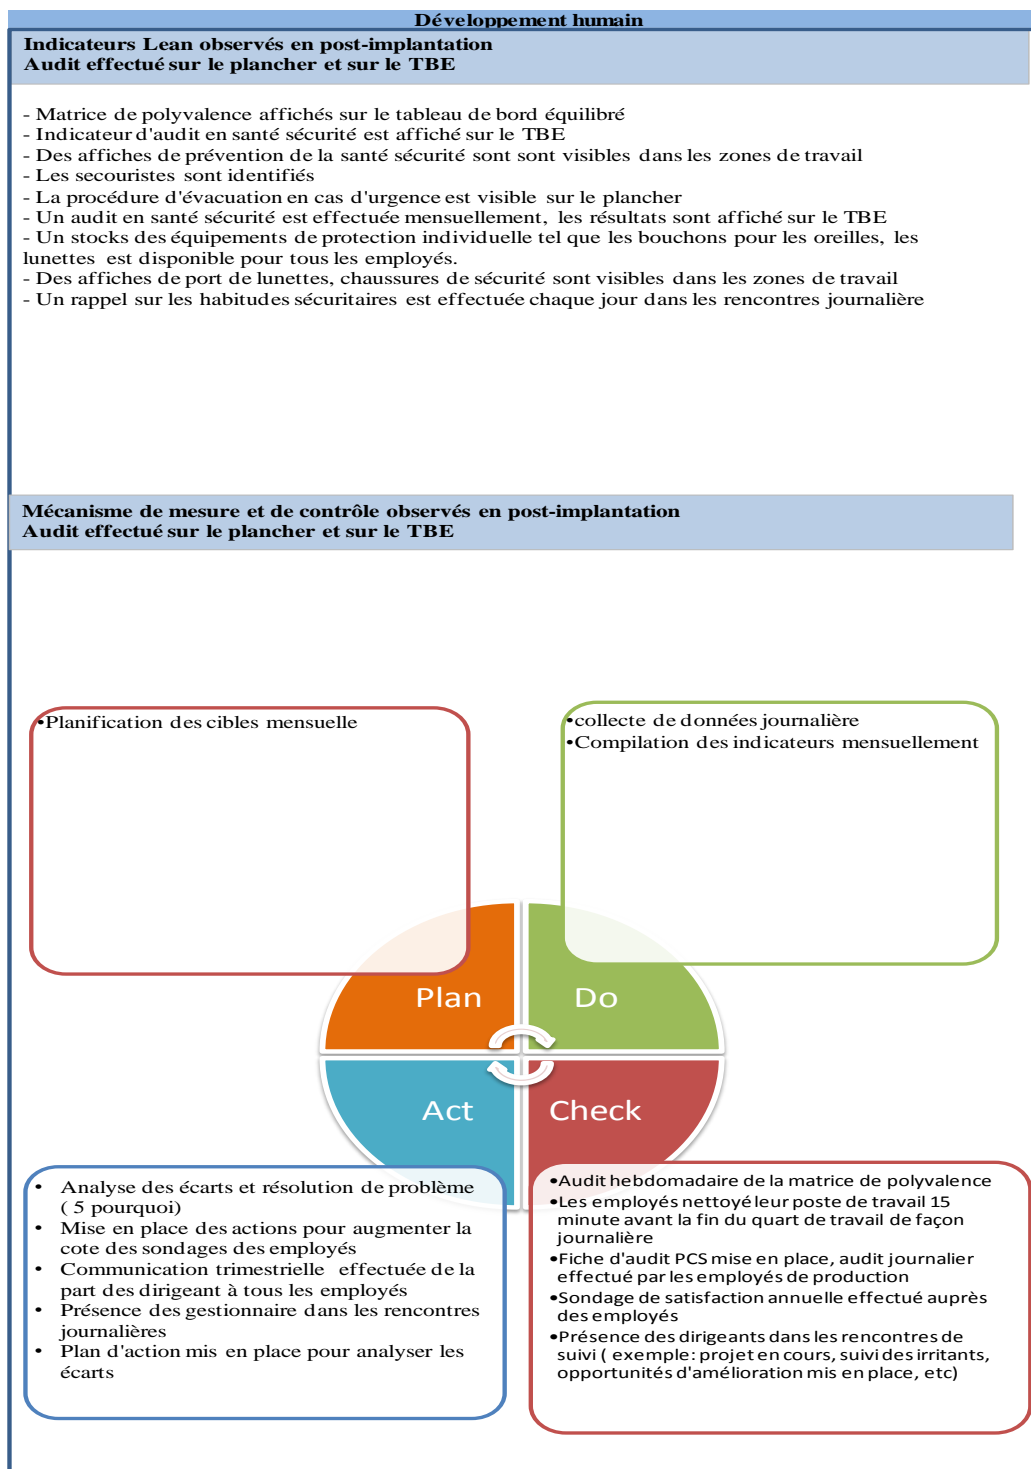 Développement humain
Indicateurs Lean observés en post-implantation
Audit effectué sur le plancher et sur le TBE
- Matrice de polyvalence affichés sur le tableau de bord équilibré
- Indicateur d'audit en santé sécurité est affiché sur le TBE
- Des affiches de prévention de la santé sécurité sont sont visibles dans les zones de travail
- Les secouristes sont identifiés
- La procédure d'évacuation en cas d'urgence est visible sur le plancher
- Un audit en santé sécurité est effectuée mensuellement, les résultats sont affiché sur le TBE
- Un stocks des équipements de protection individuelle tel que les bouchons pour les oreilles, les
lunettes est disponible pour tous les employés.
- Des affiches de port de lunettes, chaussures de sécurité sont visibles dans les zones de travail
- Un rappel sur les habitudes sécuritaires est effectuée chaque jour dans les rencontres journalière
Mécanisme de mesure et de contrôle observés en post-implantation
Audit effectué sur le plancher et sur le TBE
•Planification des cibles mensuelle
•collecte de données journalière
•Compilation des indicateurs mensuellement
Plan
Do
Act
Check
• Analyse des écarts et résolution de problème
( 5 pourquoi)
• Mise en place des actions pour augmenter la
cote des sondages des employés
• Communication trimestrielle effectuée de la
part des dirigeant à tous les employés
• Présence des gestionnaire dans les rencontres
journalières
• Plan d'action mis en place pour analyser les
écarts
•Audit hebdomadaire de la matrice de polyvalence
•Les employés nettoyé leur poste de travail 15
minute avant la fin du quart de travail de façon
journalière
•Fiche d'audit PCS mise en place, audit journalier
effectué par les employés de production
•Sondage de satisfaction annuelle effectué auprès
des employés
•Présence des dirigeants dans les rencontres de
suivi ( exemple: projet en cours, suivi des irritants,
opportunités d'amélioration mis en place, etc)